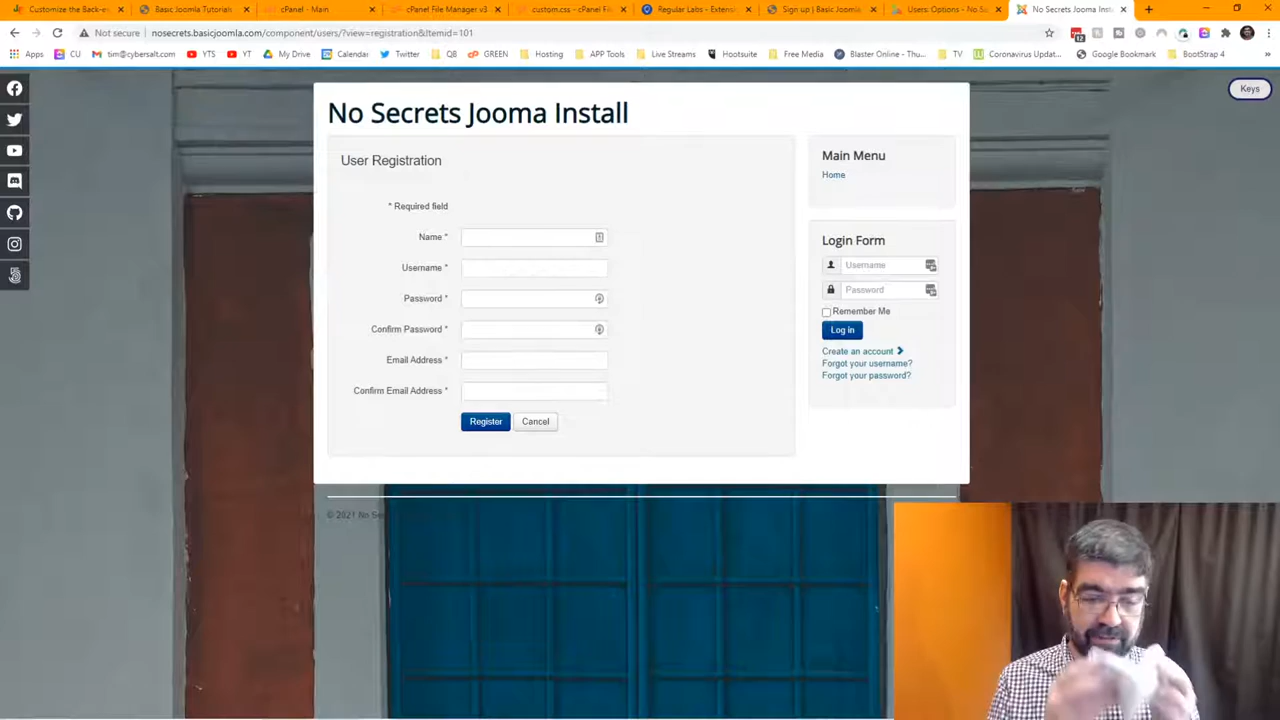 Customize the Back-e
Basic Joomla Tutorials
cPanel - Main
cPanel File Manager v3
custom.css - cPanel Fil
Regular Labs - Extensi
Sign up | Basic Joomla
Users: Options - No Se
No Secrets Jooma Insta
Not secure | nosecrets.basicjoomla.com/component/users/?view=registration&Itemid=101
12
Apps CU tim@cybersalt.com YTS YT My Drive Calendar Twitter QB GREEN Hosting APP Tools Live Streams Hootsuite Free Media Blaster Online - Thu... TV Coronavirus Updat... Google Bookmark BootStrap 4
Keys
No Secrets Jooma Install
User Registration
* Required field
Name *
Username *
Password *
Confirm Password *
Email Address *
Confirm Email Address *
Register Cancel
Main Menu
Home
Login Form
Username
Password
Remember Me
Log in
Create an account
Forgot your username?
Forgot your password?
© 2021 No Se